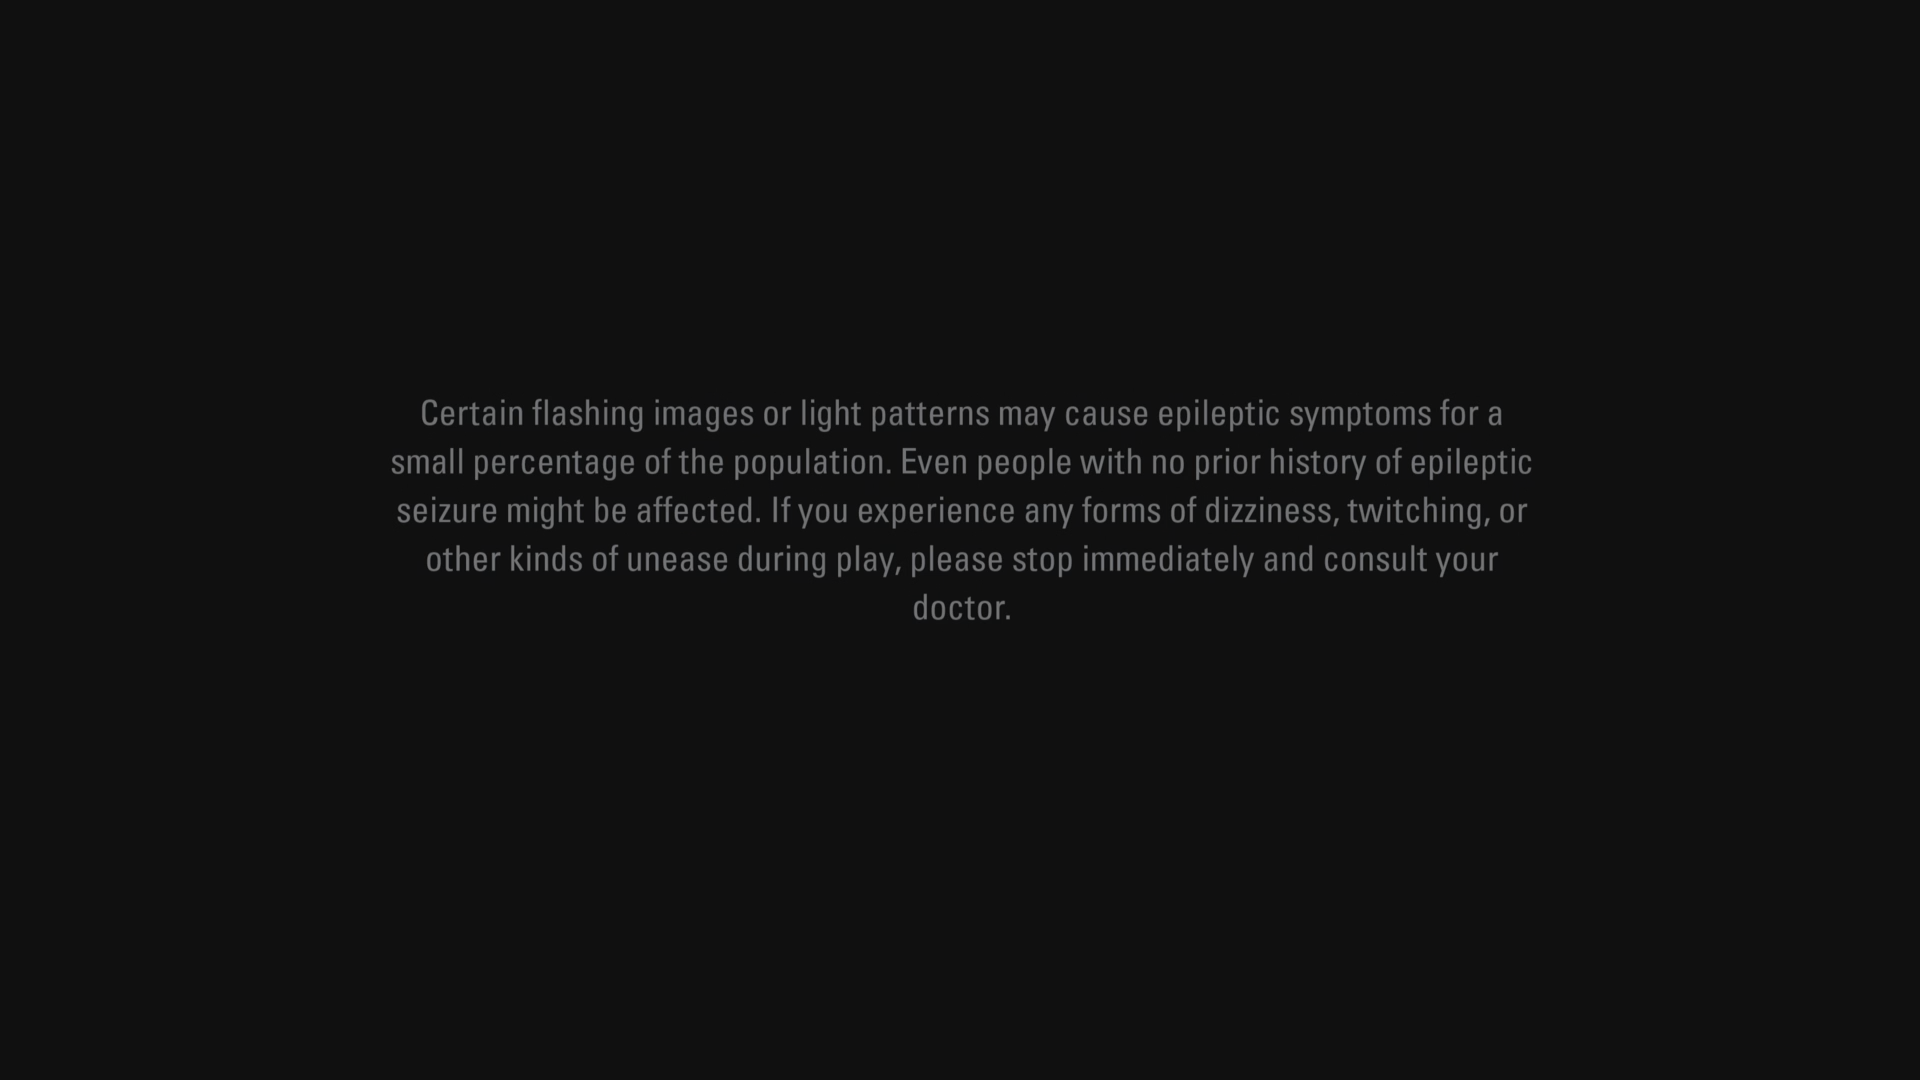 Certain flashing images or light patterns may cause epileptic symptoms for a
small percentage of the population. Even people with no prior history of epileptic
seizure might be affected. If you experience any forms of dizziness, twitching, or
other kinds of unease during play, please stop immediately and consult your
doctor.